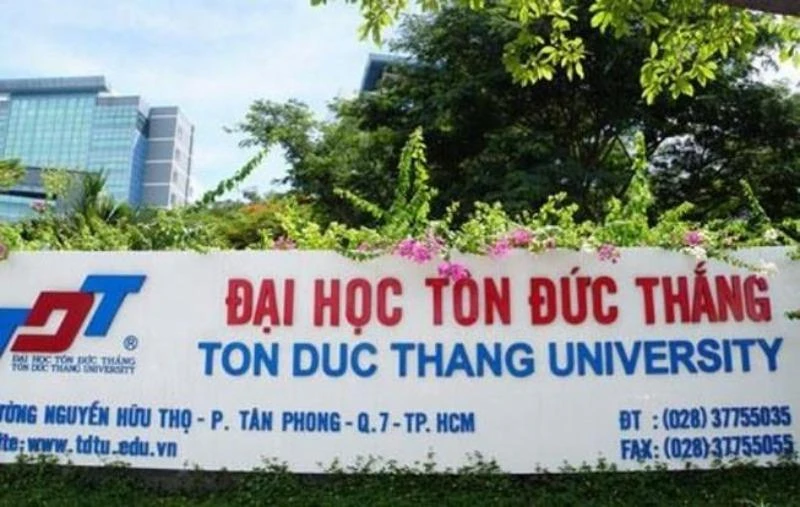 ĐẠI HỌC TÔN ĐỨC THẮNG
TON DUC THANG UNIVERSITY
TDT
®
ĐẠI HỌC TÔN ĐỨC THẮNG
TON DUC THANG UNIVERSITY
NGUYỄN HỮU THỌ - P. TÂN PHONG - Q.7 - TP. HCM
www.tdtu.edu.vn
ĐT : (028) 37755035
FAX: (028) 37755055